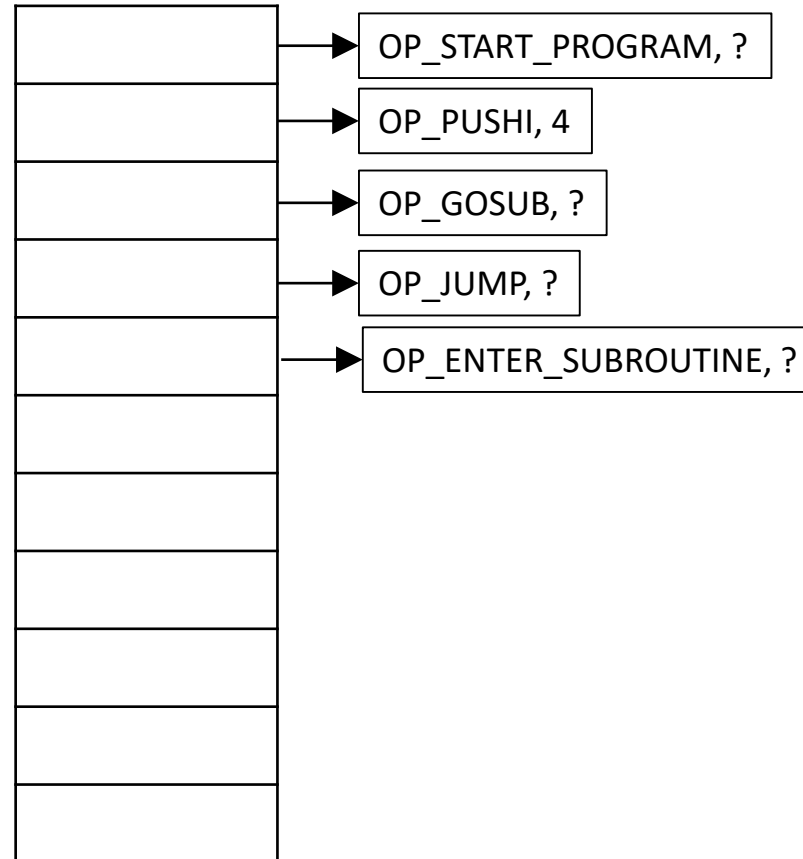 OP_START_PROGRAM, ?
OP_PUSHI, 4
OP_GOSUB, ?
OP_JUMP, ?
OP_ENTER_SUBROUTINE, ?